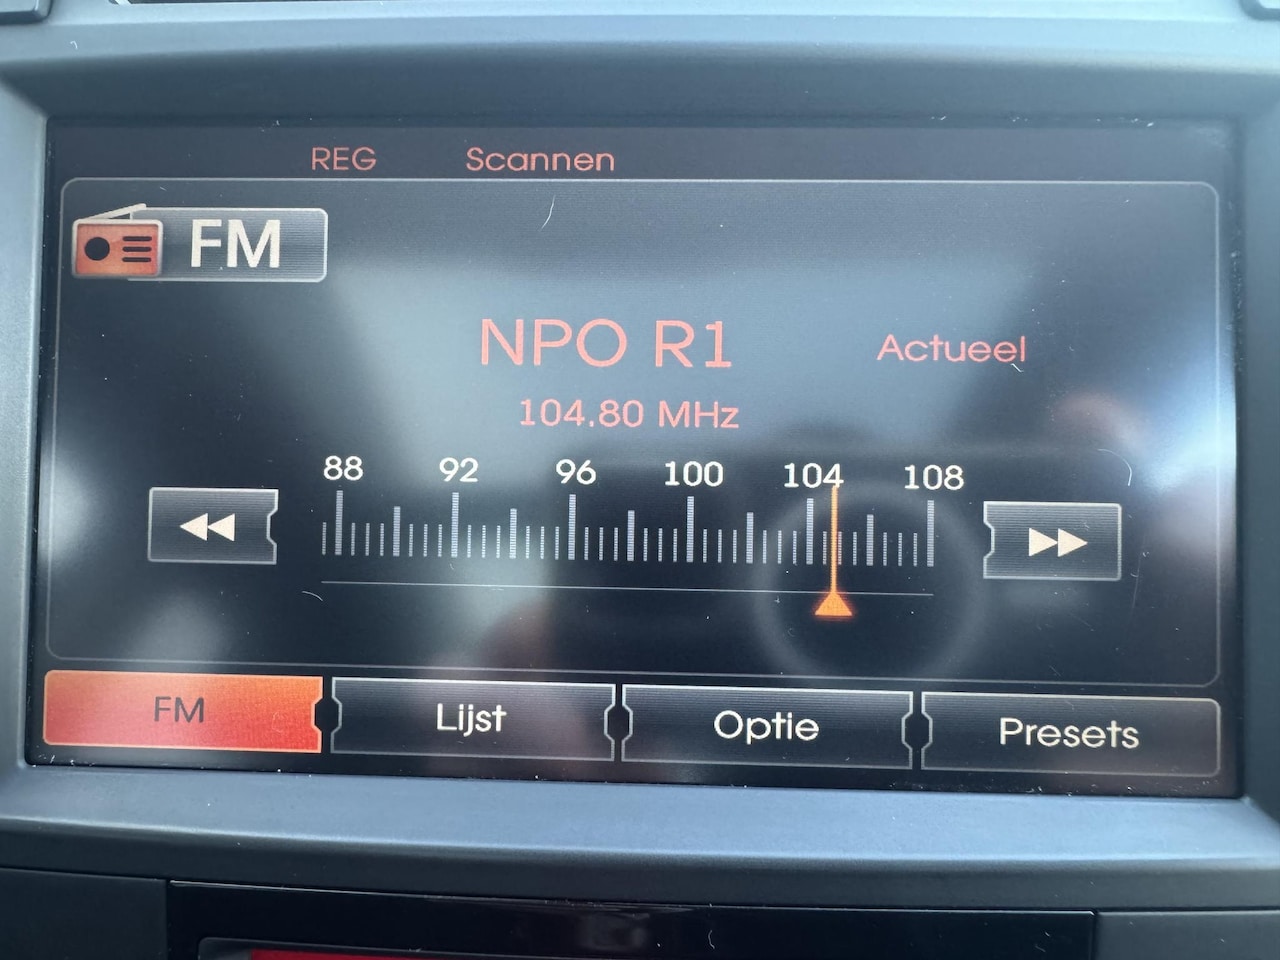 REG Scannen
FM
NPO R1 Actueel
104.80 MHz
88 92 96 100 104 108
FM Lijst Optie Presets